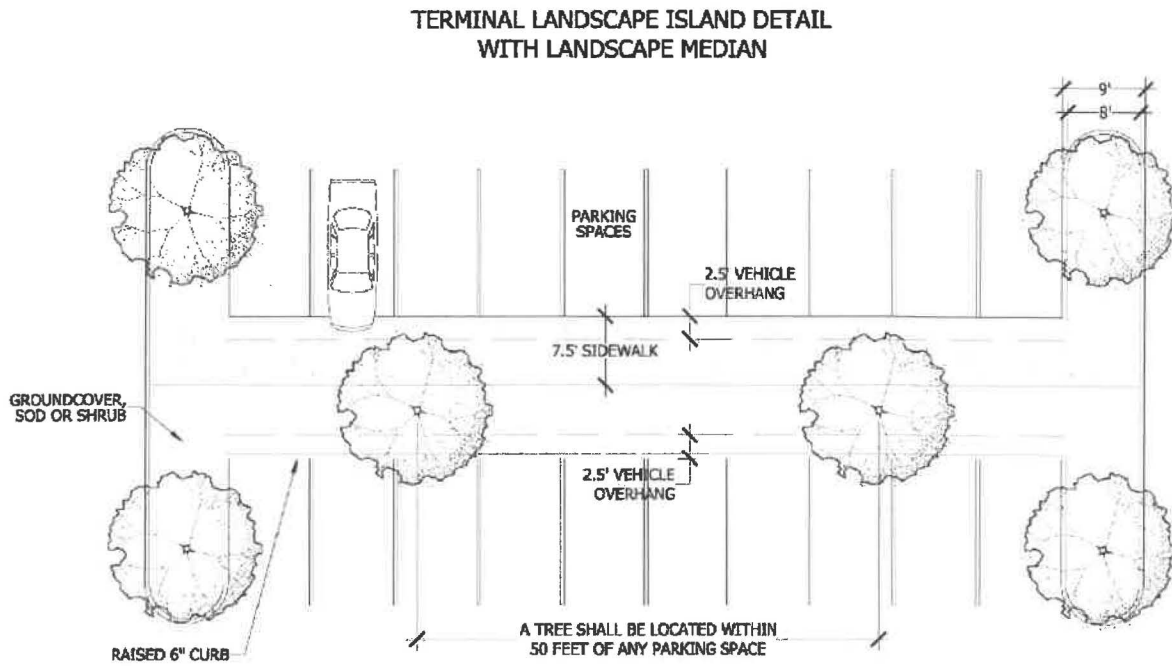 TERMINAL LANDSCAPE ISLAND DETAIL
WITH LANDSCAPE MEDIAN
9'
8'
PARKING
SPACES
2.5' VEHICLE
OVERHANG
7.5' SIDEWALK
GROUNDCOVER,
SOD OR SHRUB
2.5' VEHICLE
OVERHANG
A TREE SHALL BE LOCATED WITHIN
50 FEET OF ANY PARKING SPACE
RAISED 6" CURB